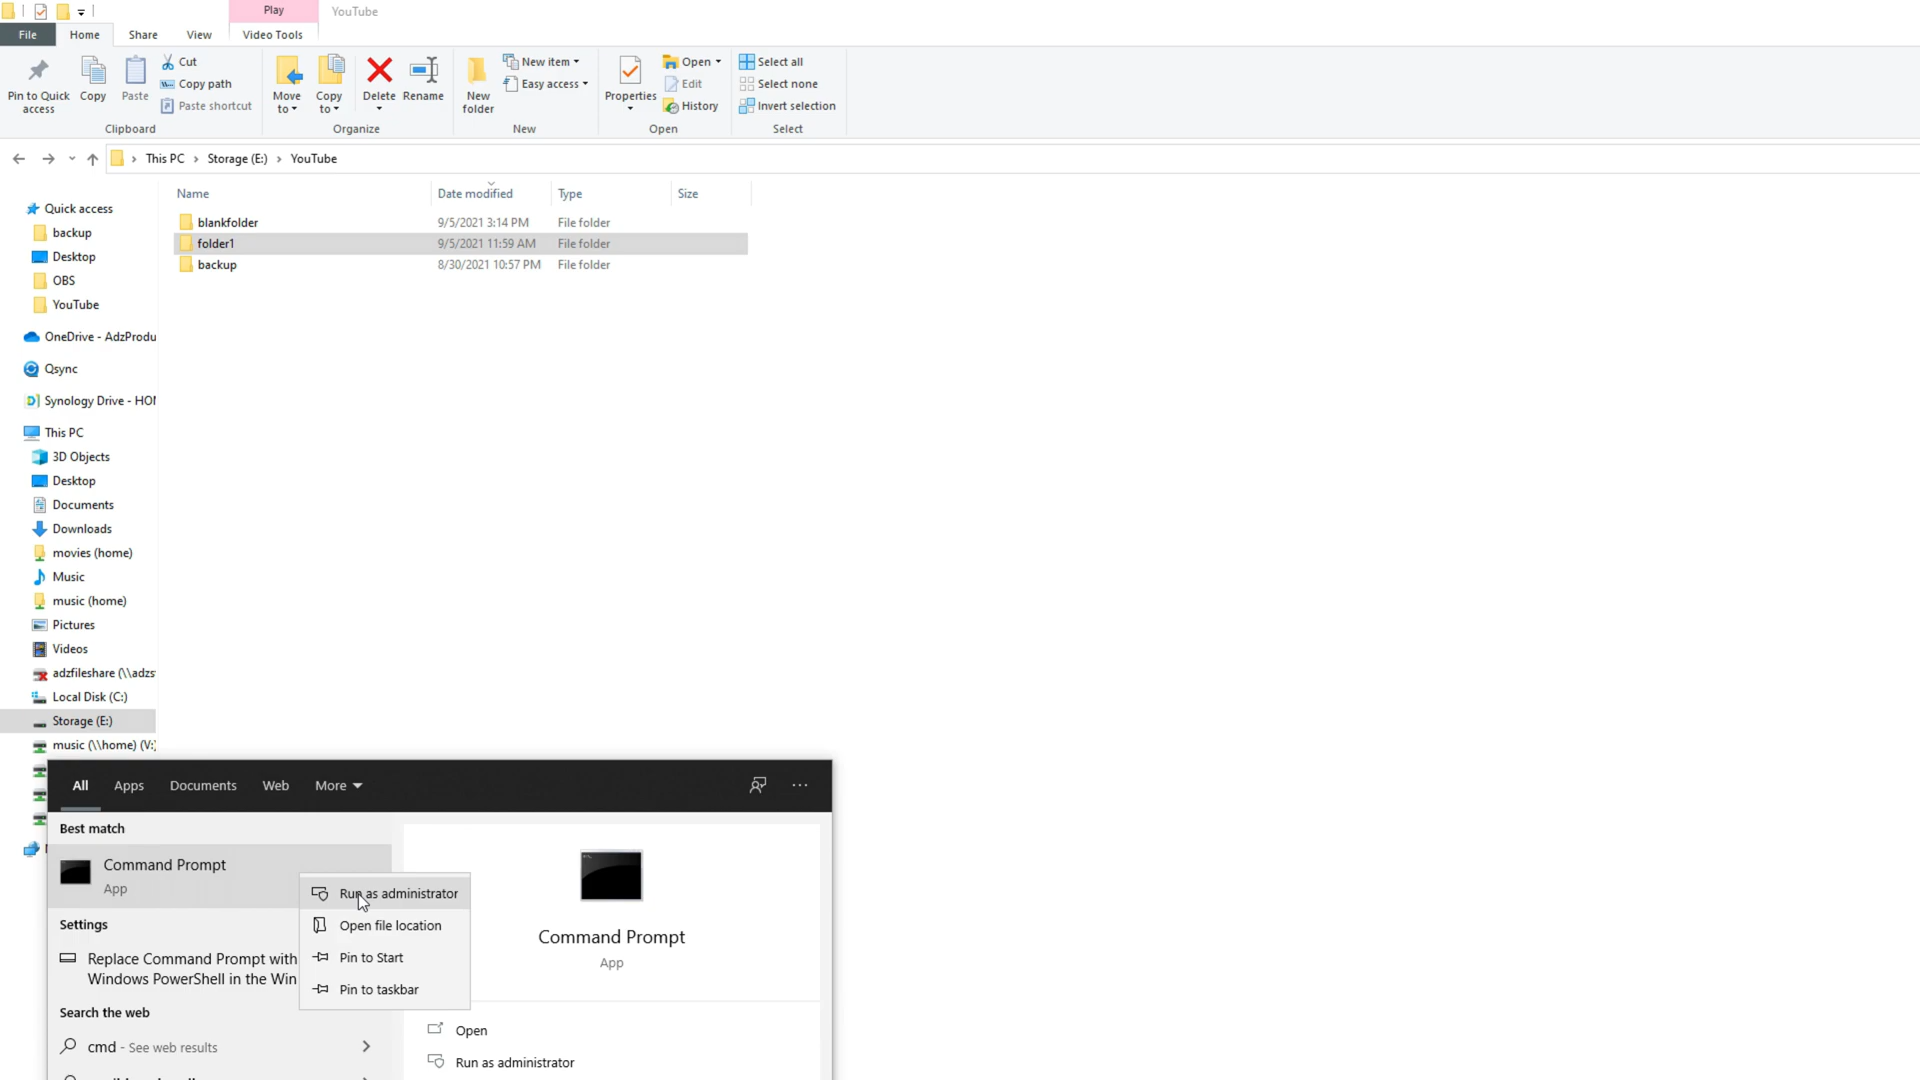 Play
YouTube
File
Home
Share
View
Video Tools
Pin to Quick
access
Copy
Paste
Cut
Copy path
Paste shortcut
Clipboard
Move
to
Copy
to
Delete
Rename
Organize
New
folder
New item
Easy access
New
Properties
Open
Edit
History
Open
Select all
Select none
Invert selection
Select
This PC > Storage (E:) > YouTube
Name
Date modified
Type
Size
blankfolder 9/5/2021 3:14 PM File folder
folder1 9/5/2021 11:59 AM File folder
backup 8/30/2021 10:57 PM File folder
Quick access
backup
Desktop
OBS
YouTube
OneDrive - AdzProdu
Qsync
Synology Drive - HO
This PC
3D Objects
Desktop
Documents
Downloads
movies (home)
Music
music (home)
Pictures
Videos
adzfileshare (\\adzs
Local Disk (C:)
Storage (E:)
music (\\home) (V:)
All
Apps
Documents
Web
More
Best match
Command Prompt
App
Run as administrator
Open file location
Pin to Start
Pin to taskbar
Settings
Replace Command Prompt with
Windows PowerShell in the Win
Search the web
cmd - See web results
Command Prompt
App
Open
Run as administrator